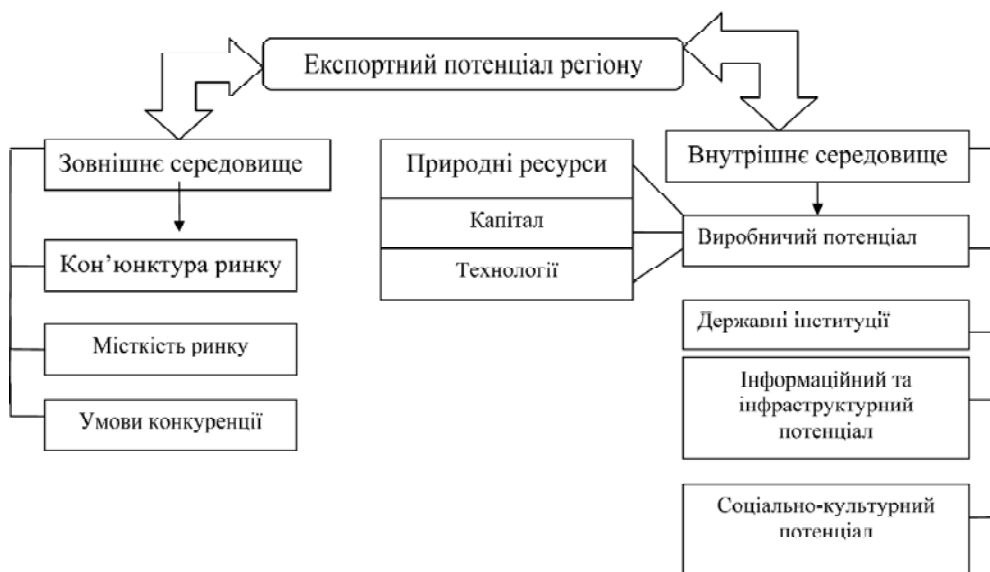 Експортний потенціал регіону
Зовнішнє середовище
Кон’юнктура ринку
Місткість ринку
Умови конкуренції
Природні ресурси
Капітал
Технології
Внутрішнє середовище
Виробничий потенціал
Державні інституції
Інформаційний та
інфраструктурний
потенціал
Соціально-культурний
потенціал